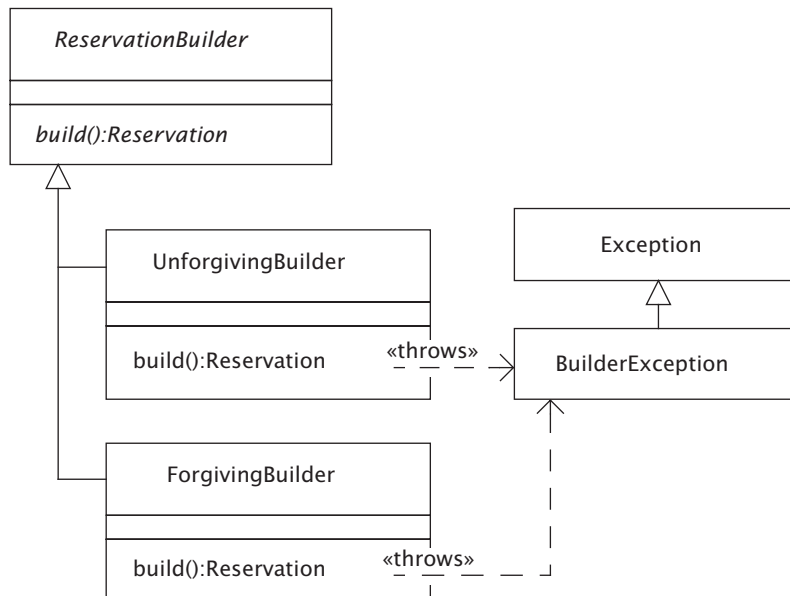 ReservationBuilder
build():Reservation
UnforgivingBuilder
build():Reservation
«throws»
Exception
BuilderException
ForgivingBuilder
build():Reservation
«throws»